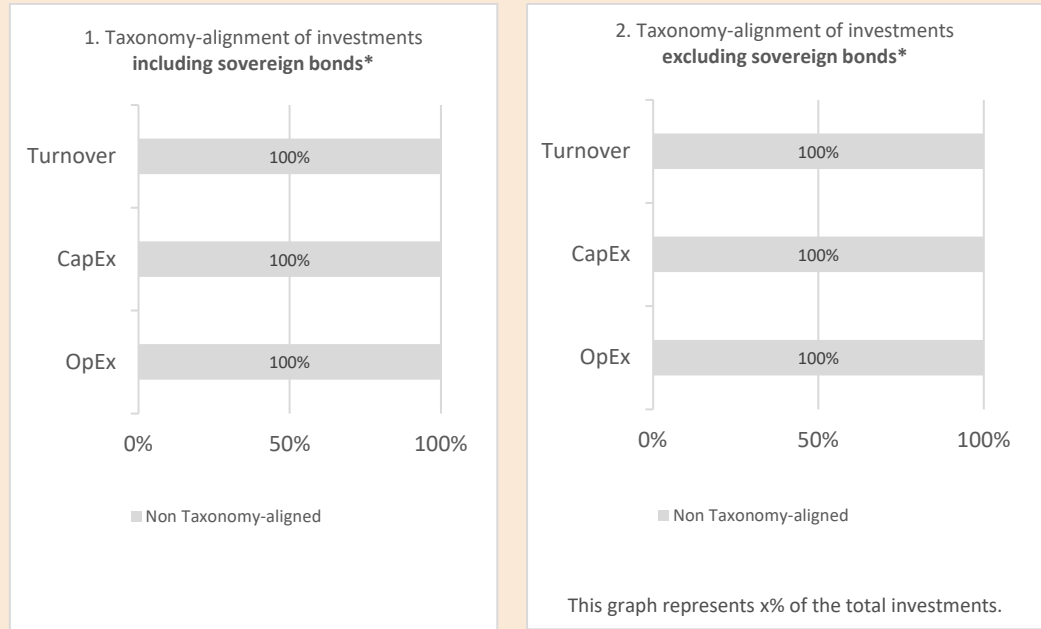 1. Taxonomy-alignment of investments
including sovereign bonds*
Turnover
100%
CapEx
100%
OpEx
100%
0%
50%
100%
Non Taxonomy-aligned
2. Taxonomy-alignment of investments
excluding sovereign bonds*
Turnover
100%
CapEx
100%
OpEx
100%
0%
50%
100%
Non Taxonomy-aligned
This graph represents x% of the total investments.